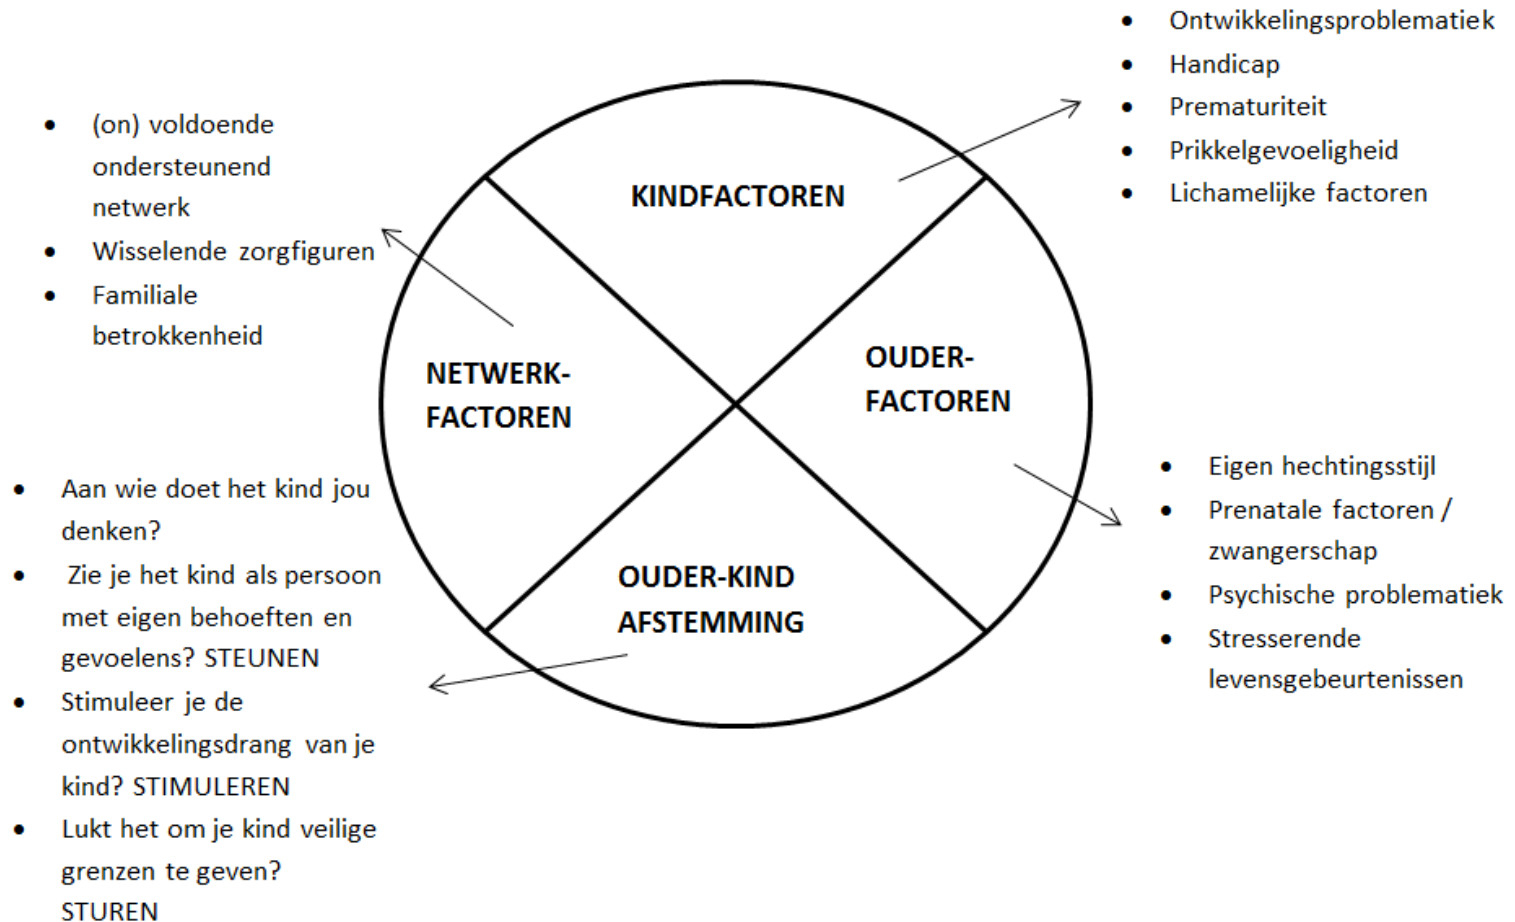 • Ontwikkelingsproblematiek
• Handicap
• Prematuriteit
• Prikkelgevoeligheid
• Lichamelijke factoren
• (on) voldoende
ondersteunend
netwerk
• Wisselende zorgfiguren
• Familiale
betrokkenheid
KINDFACTOREN
NETWERK-
FACTOREN
OUDER-
FACTOREN
OUDER-KIND
AFSTEMMING
• Eigen hechtingsstijl
• Prenatale factoren /
zwangerschap
• Psychische problematiek
• Stresserende
levensgebeurtenissen
• Aan wie doet het kind jou
denken?
• Zie je het kind als persoon
met eigen behoeften en
gevoelens? STEUNEN
• Stimuleer je de
ontwikkelingsdrang van je
kind? STIMULEREN
• Lukt het om je kind veilige
grenzen te geven?
STUREN